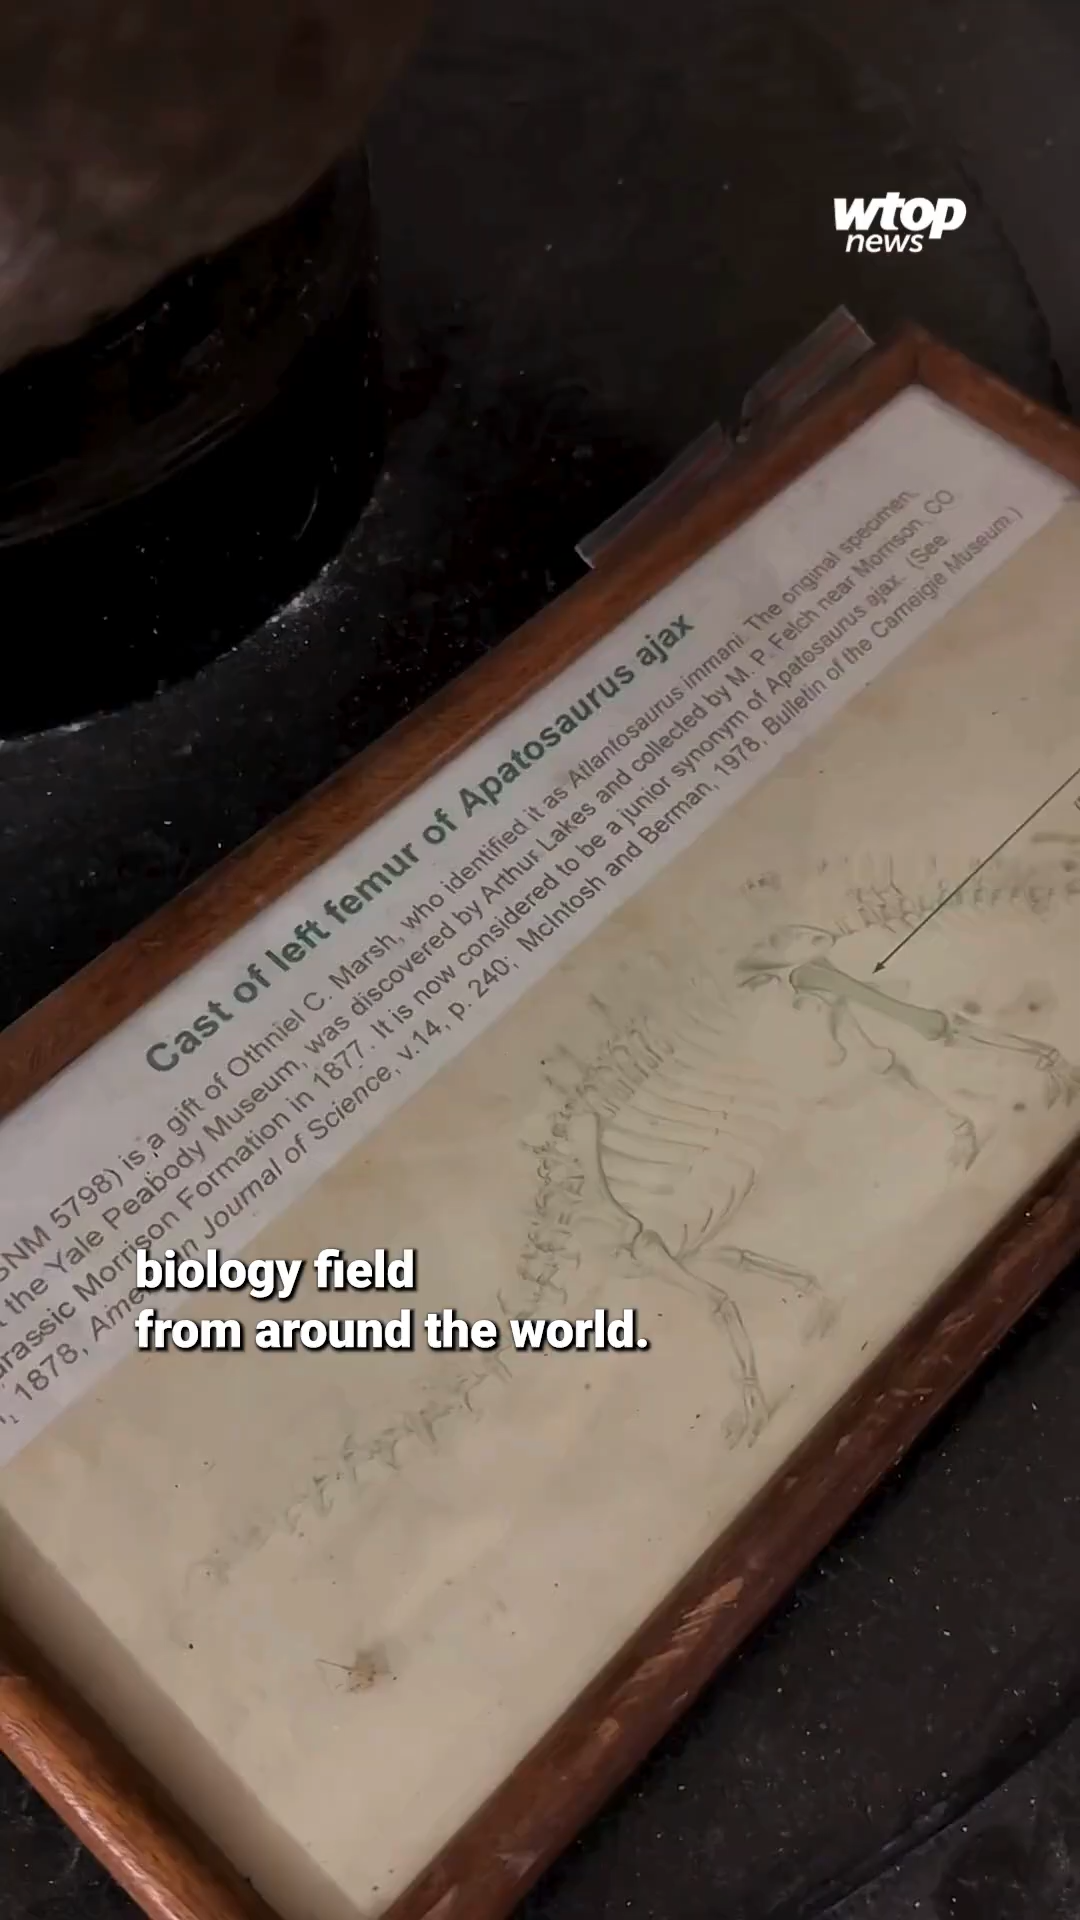 wtop
news
Cast of left femur of Apatosaurus ajax
SNM 5798) is a gift of Othniel C. Marsh, who identified it as Atlantosaurus immani. The original specimen,
the Yale Peabody Museum, was discovered by Arthur Lakes and collected by M. P. Felch near Morrison, CO
Jurassic Morrison Formation in 1877. It is now considered to be a junior synonym of Apatosaurus ajax. (See
1878, American Journal of Science, v.14, p. 240; McIntosh and Berman, 1978, Bulletin of the Carneigie Museum.)
biology field
from around the world.